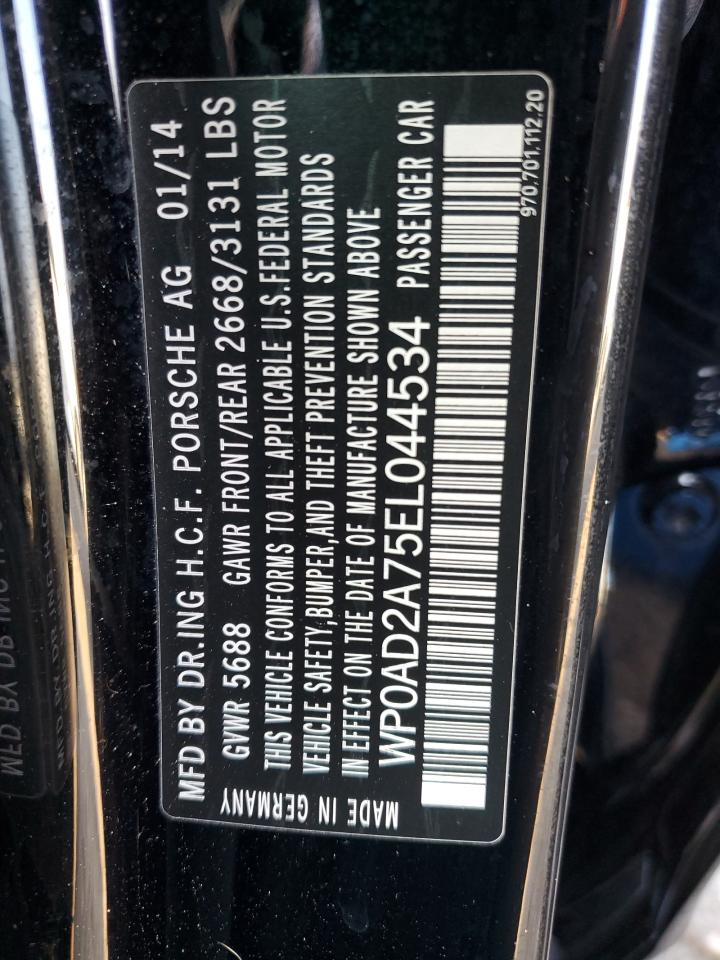 MFD BY DR.ING H.C.F. PORSCHE AG 01/14
GVWR 5688 GAWR FRONT/REAR 2668/3131 LBS
THIS VEHICLE CONFORMS TO ALL APPLICABLE U.S.FEDERAL MOTOR
VEHICLE SAFETY,BUMPER,AND THEFT PREVENTION STANDARDS
IN EFFECT ON THE DATE OF MANUFACTURE SHOWN ABOVE
WP0AD2A75EL044534 PASSENGER CAR
MADE IN GERMANY
970.701.112.20